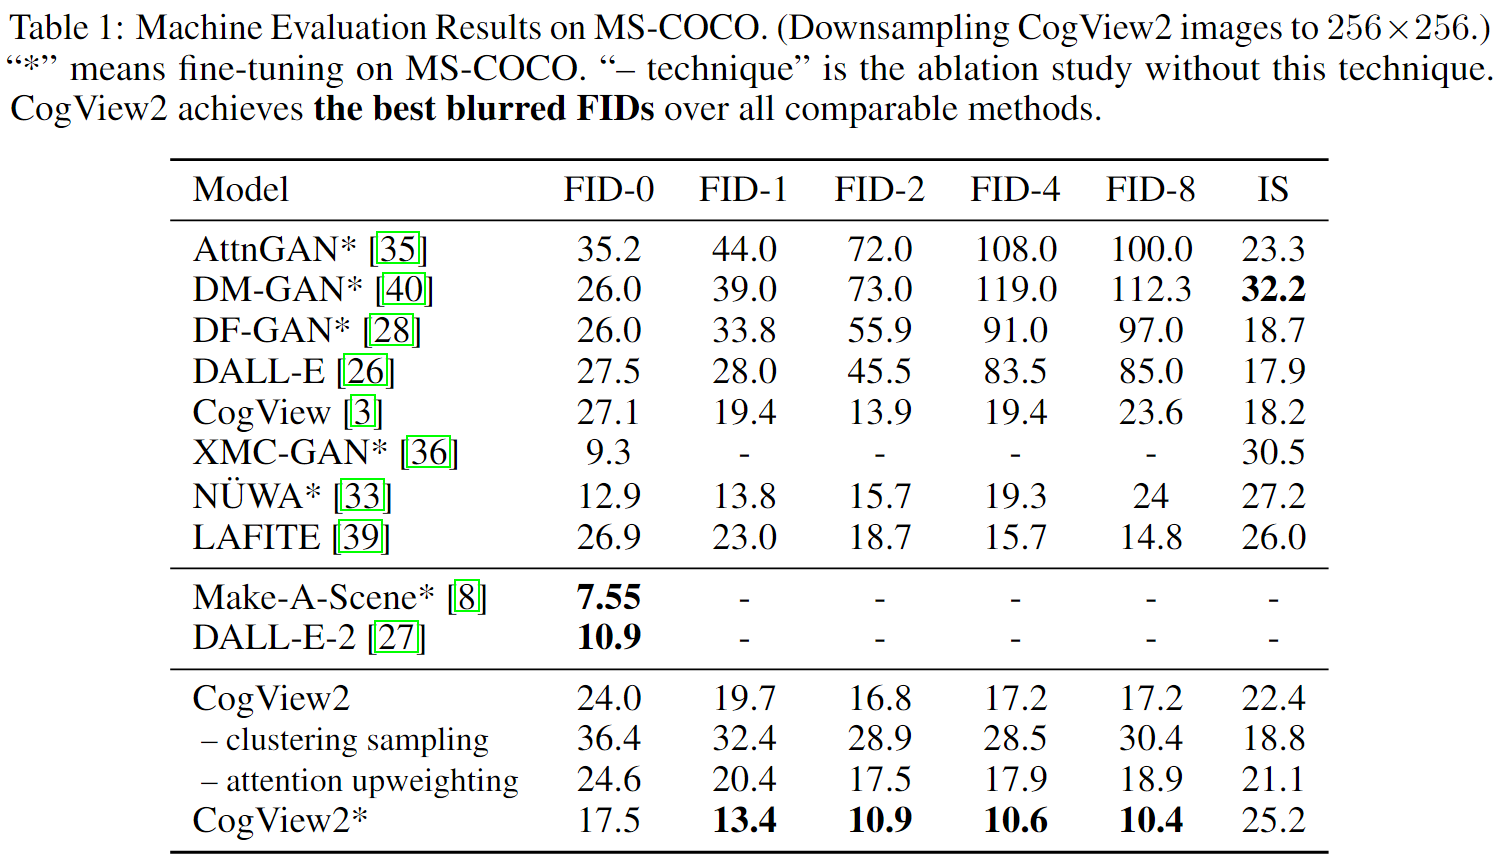 Table 1: Machine Evaluation Results on MS-COCO. (Downsampling CogView2 images to 256×256.)
“*” means fine-tuning on MS-COCO. “– technique” is the ablation study without this technique.
CogView2 achieves the best blurred FIDs over all comparable methods.
Model FID-0 FID-1 FID-2 FID-4 FID-8 IS
AttnGAN* [35] 35.2 44.0 72.0 108.0 100.0 23.3
DM-GAN* [40] 26.0 39.0 73.0 119.0 112.3 32.2
DF-GAN* [28] 26.0 33.8 55.9 91.0 97.0 18.7
DALL-E [26] 27.5 28.0 45.5 83.5 85.0 17.9
CogView [3] 27.1 19.4 13.9 19.4 23.6 18.2
XMC-GAN* [36] 9.3 - - - - 30.5
NÜWA* [33] 12.9 13.8 15.7 19.3 24 27.2
LAFITE [39] 26.9 23.0 18.7 15.7 14.8 26.0
Make-A-Scene* [8] 7.55 - - - - -
DALL-E-2 [27] 10.9 - - - - -
CogView2 24.0 19.7 16.8 17.2 17.2 22.4
– clustering sampling 36.4 32.4 28.9 28.5 30.4 18.8
– attention upweighting 24.6 20.4 17.5 17.9 18.9 21.1
CogView2* 17.5 13.4 10.9 10.6 10.4 25.2